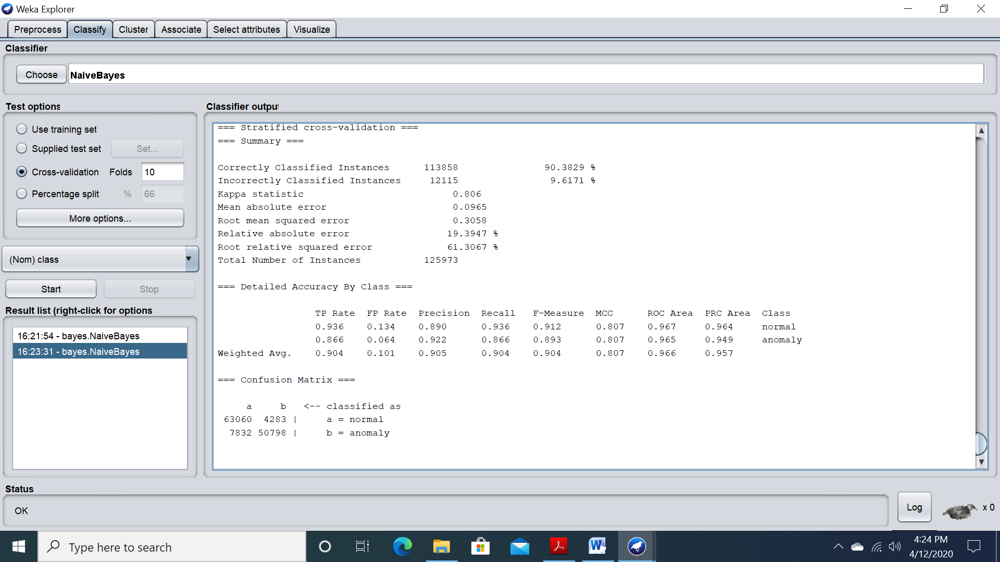 Weka Explorer
Preprocess Classify Cluster Associate Select attributes Visualize
Classifier
Choose NaiveBayes
Test options
Use training set
Supplied test set Set...
Cross-validation Folds 10
Percentage split % 66
More options...
(Nom) class
Start Stop
Result list (right-click for options
16:21:54 - bayes.NaiveBayes
16:23:31 - bayes.NaiveBayes
Classifier output
=== Stratified cross-validation ===
=== Summary ===
Correctly Classified Instances 113858 90.3829 %
Incorrectly Classified Instances 12115 9.6171 %
Kappa statistic 0.806
Mean absolute error 0.0965
Root mean squared error 0.3058
Relative absolute error 19.3947 %
Root relative squared error 61.3067 %
Total Number of Instances 125973
=== Detailed Accuracy By Class ===
TP Rate FP Rate Precision Recall F-Measure MCC ROC Area PRC Area Class
0.936 0.134 0.890 0.936 0.912 0.807 0.967 0.964 normal
0.866 0.064 0.922 0.866 0.893 0.807 0.965 0.949 anomaly
Weighted Avg. 0.904 0.101 0.905 0.904 0.904 0.807 0.966 0.957
=== Confusion Matrix ===
a b <-- classified as
63060 4283 | a = normal
7832 50798 | b = anomaly
Status
OK
Log x 0
Type here to search
4:24 PM
4/12/2020